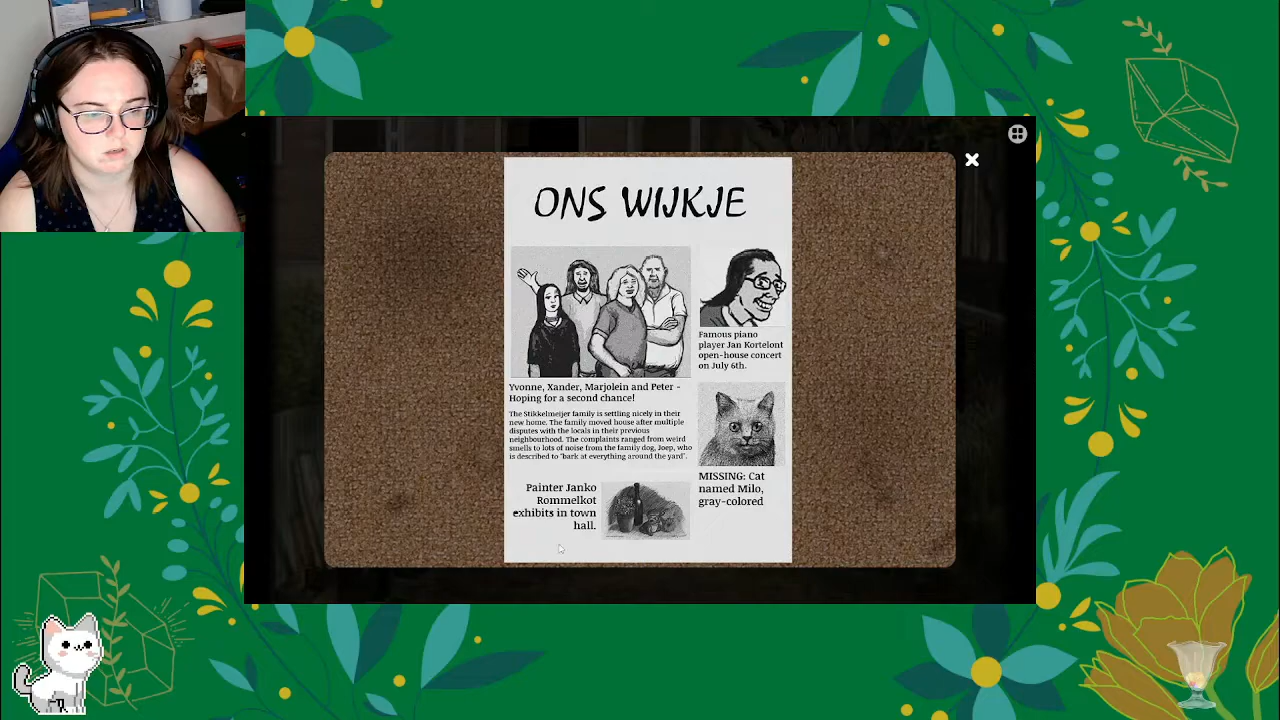 ONS WIJKJE
Famous piano
player Jan Kortelont
open-house concert
on July 6th.
Yvonne, Xander, Marjolein and Peter -
Hoping for a second chance!
The Stikkelmeijer family is settling nicely in their
new home. The family moved house after multiple
disputes with the locals in their previous
neighbourhood. The complaints ranged from weird
smells to lots of noise from the family dog, Joep, who
is described to "bark at everything around the yard".
MISSING: Cat
named Milo,
gray-colored
Painter Janko
Rommelkot
exhibits in town
hall.